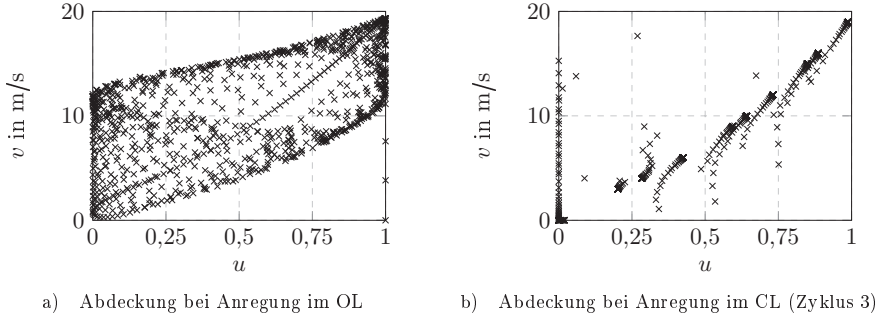 20
10
0
v in m/s
0
0,25
0,5
0,75
1
u
a) Abdeckung bei Anregung im OL
20
10
0
v in m/s
0
0,25
0,5
0,75
1
u
b) Abdeckung bei Anregung im CL (Zyklus 3)